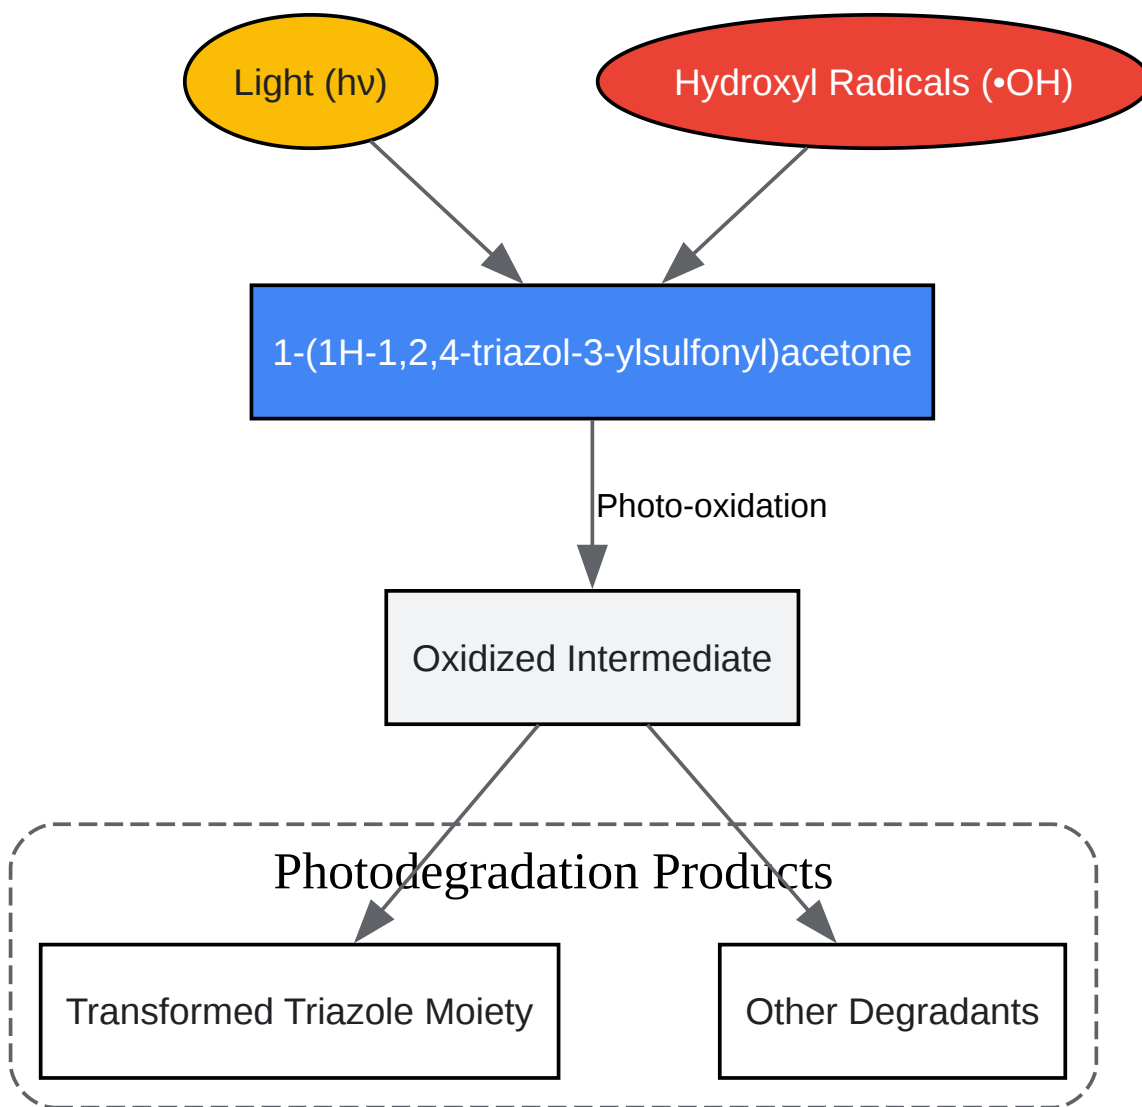 Light (hν)
Hydroxyl Radicals (•OH)
1-(1H-1,2,4-triazol-3-ylsulfonyl)acetone
Photo-oxidation
Oxidized Intermediate
Photodegradation Products
Transformed Triazole Moiety
Other Degradants